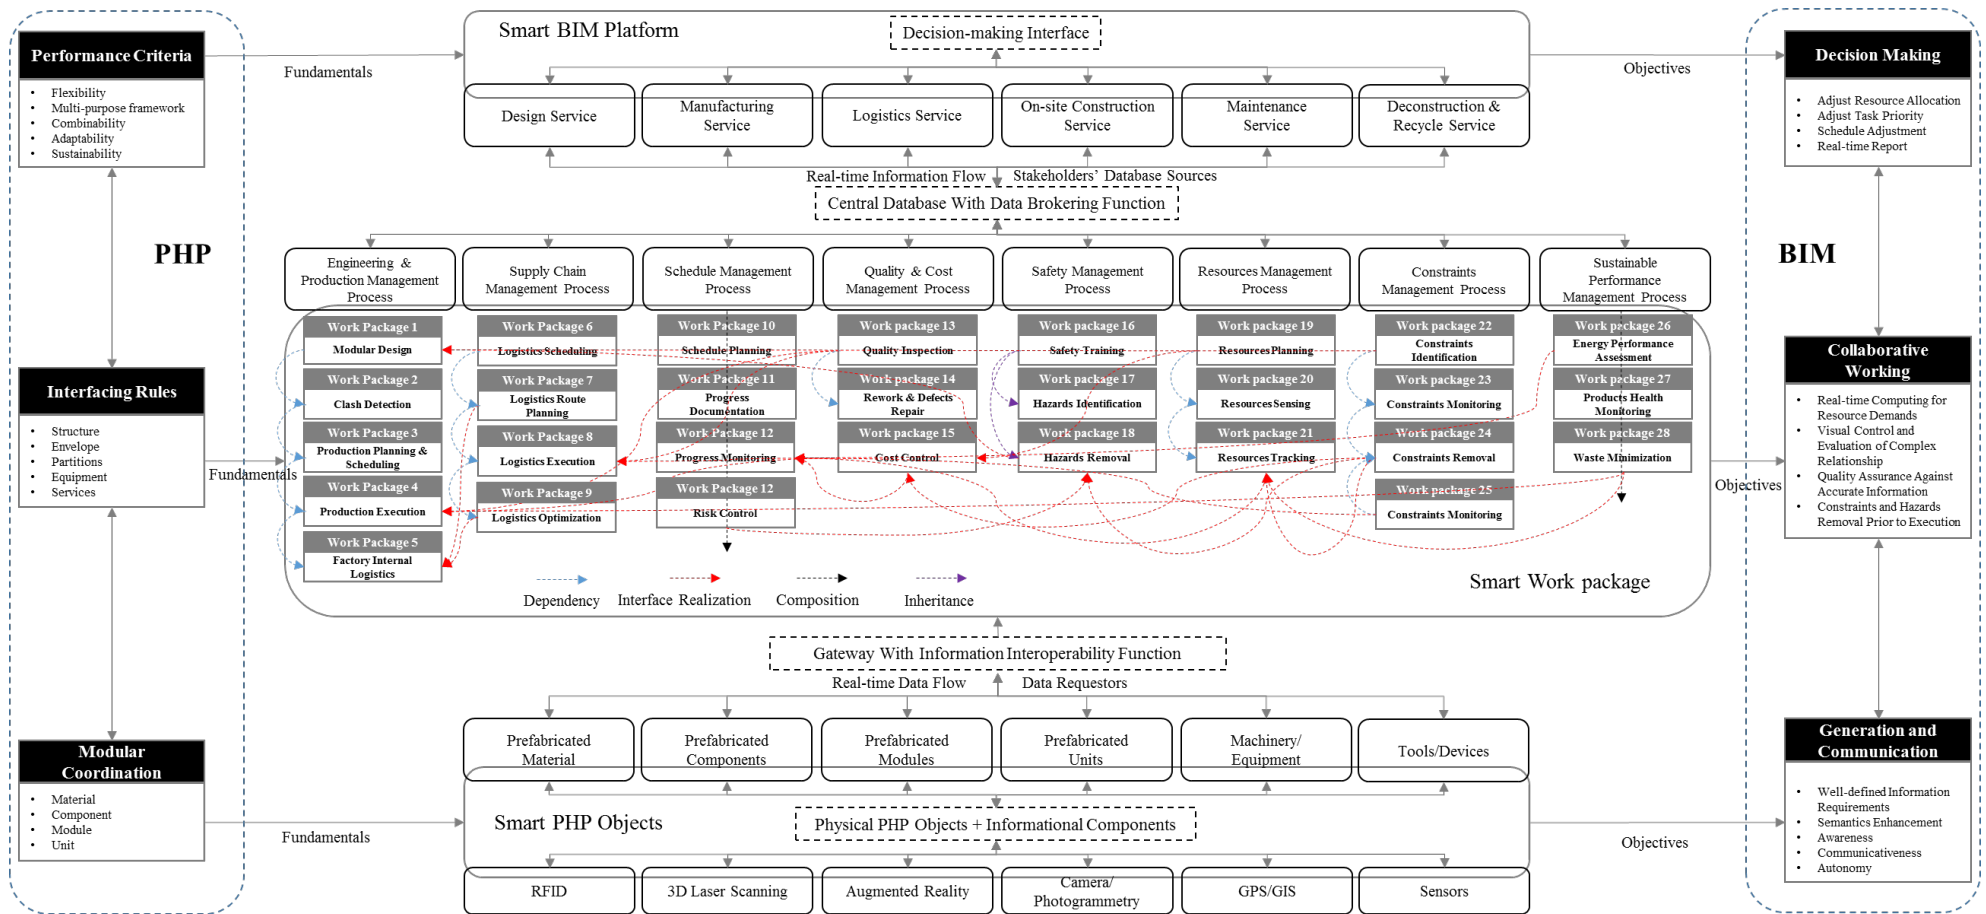 PHP
Performance Criteria
• Flexibility
• Multi-purpose framework
• Combinability
• Adaptability
• Sustainability
Interfacing Rules
• Structure
• Envelope
• Partitions
• Equipment
• Services
Modular
Coordination
• Material
• Component
• Module
• Unit
Fundamentals
Fundamentals
Fundamentals
Smart BIM Platform
Decision-making Interface
Design Service
Manufacturing
Service
Logistics Service
On-site Construction
Service
Maintenance
Service
Deconstruction &
Recycle Service
Real-time Information Flow
Stakeholders' Database Sources
Central Database With Data Brokering Function
Engineering &
Production Management
Process
Supply Chain
Management Process
Schedule Management
Process
Quality & Cost
Management Process
Safety Management
Process
Resources Management
Process
Constraints
Management Process
Sustainable
Performance
Management Process
Work Package 1
Modular Design
Work Package 2
Clash Detection
Work Package 3
Production Planning &
Scheduling
Work Package 4
Production Execution
Work Package 5
Factory Internal
Logistics
Work Package 6
Logistics Scheduling
Work Package 7
Logistics Route
Planning
Work Package 8
Logistics Execution
Work Package 9
Logistics Optimization
Work Package 10
Schedule Planning
Work Package 11
Progress
Documentation
Work Package 12
Progress Monitoring
Work Package 12
Risk Control
Work package 13
Quality Inspection
Work package 14
Rework & Defects
Repair
Work package 15
Cost Control
Work package 16
Safety Training
Work package 17
Hazards Identification
Work package 18
Hazards Removal
Work package 19
Resources Planning
Work package 20
Resources Sensing
Work package 21
Resources Tracking
Work package 22
Constraints
Identification
Work package 23
Constraints Monitoring
Work package 24
Constraints Removal
Work package 25
Constraints Monitoring
Work package 26
Energy Performance
Assessment
Work package 27
Products Health
Monitoring
Work package 28
Waste Minimization
Dependency
Interface Realization
Composition
Inheritance
Smart Work package
Gateway With Information Interoperability Function
Real-time Data Flow
Data Requestors
Prefabricated
Material
Prefabricated
Components
Prefabricated
Modules
Prefabricated
Units
Machinery/
Equipment
Tools/Devices
Smart PHP Objects
Physical PHP Objects + Informational Components
RFID
3D Laser Scanning
Augmented Reality
Camera/
Photogrammetry
GPS/GIS
Sensors
Objectives
Objectives
Objectives
BIM
Decision Making
• Adjust Resource Allocation
• Adjust Task Priority
• Schedule Adjustment
• Real-time Report
Collaborative
Working
• Real-time Computing for
Resource Demands
• Visual Control and
Evaluation of Complex
Relationship
• Quality Assurance Against
Accurate Information
• Constraints and Hazards
Removal Prior to Execution
Generation and
Communication
• Well-defined Information
Requirements
• Semantics Enhancement
• Awareness
• Communicativeness
• Autonomy